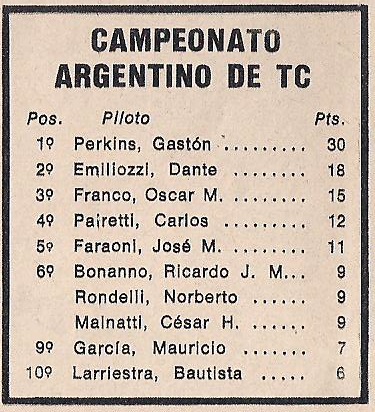 CAMPEONATO
ARGENTINO DE TC
Pos. Piloto Pts.
1º Perkins, Gastón ......... 30
2º Emiliozzi, Dante ........ 18
3º Franco, Oscar M. ........ 15
4º Pairetti, Carlos ........ 12
5º Faraoni, José M. ........ 11
6º Bonanno, Ricardo J. M... 9
Rondelli, Norberto ...... 9
Malnatti, César H. ...... 9
9º García, Mauricio ....... 7
10º Larriestra, Bautista ..... 6